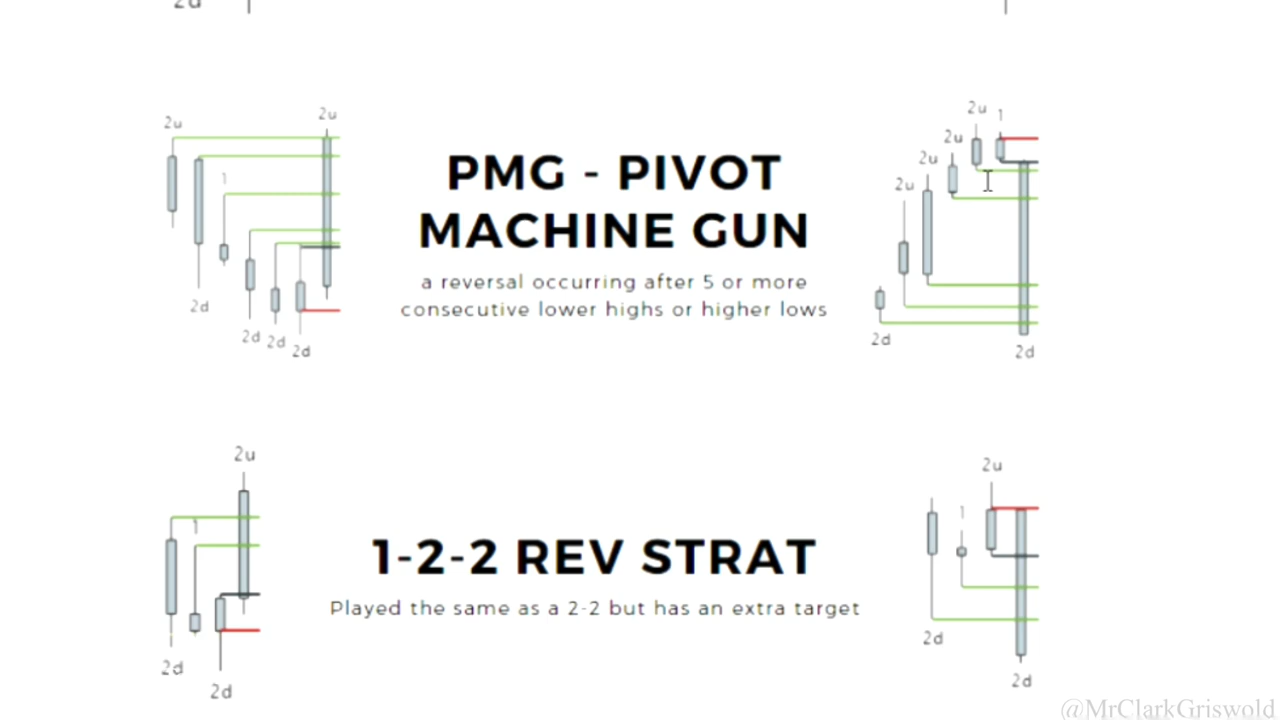 2d
2u
2u
1
2d
2d
2d
2d
PMG - PIVOT
MACHINE GUN
a reversal occurring after 5 or more
consecutive lower highs or higher lows
2u
1
2u
2u
2u
2d
2d
2u
1
2d
2d
1-2-2 REV STRAT
Played the same as a 2-2 but has an extra target
2u
1
2d
2d
@MrClarkGriswold